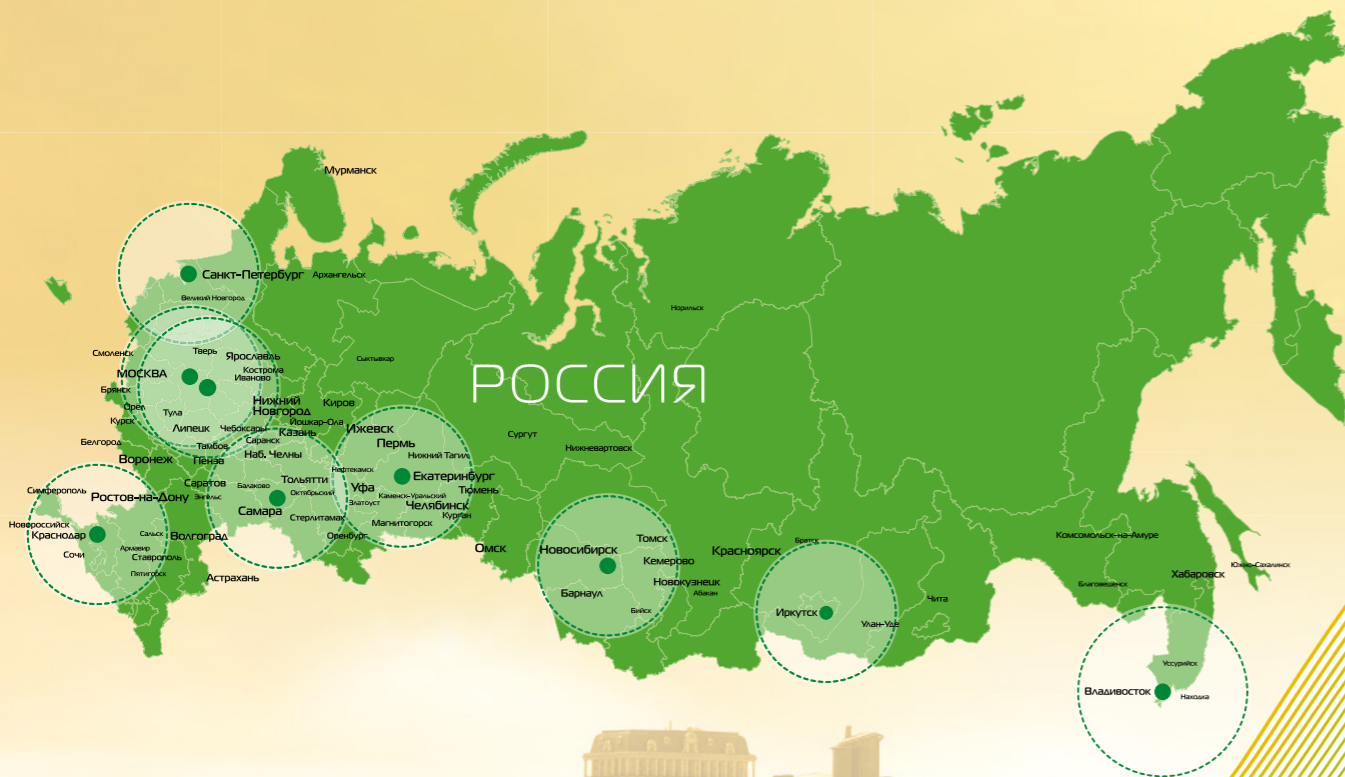 Мурманск
Санкт-Петербург
Архангельск
Великий Новгород
Норильск
Смоленск
Тверь
Ярославль
Сыктывкар
МОСКВА
Кострома
Иваново
РОССИЯ
Брянск
Орёл
Тула
Нижний
Новгород
Киров
Курск
Липецк
Чебоксары
Йошкар-Ола
Казань
Ижевск
Сургут
Белгород
Тамбов
Саранск
Пермь
Нижневартовск
Воронеж
Пенза
Наб. Челны
Нижний Тагил
Нефтекамск
Екатеринбург
Симферополь
Ростов-на-Дону
Саратов
Энгельс
Балаково
Тольятти
Октябрьский
Уфа
Каменск-Уральский
Тюмень
Златоуст
Челябинск
Самара
Стерлитамак
Магнитогорск
Курган
Новороссийск
Краснодар
Сальск
Волгоград
Оренбург
Сочи
Армавир
Ставрополь
Пятигорск
Астрахань
Омск
Новосибирск
Томск
Кемерово
Красноярск
Братск
Новокузнецк
Абакан
Барнаул
Бийск
Иркутск
Улан-Удэ
Чита
Комсомольск-на-Амуре
Благовещенск
Хабаровск
Южно-Сахалинск
Уссурийск
Владивосток
Находка